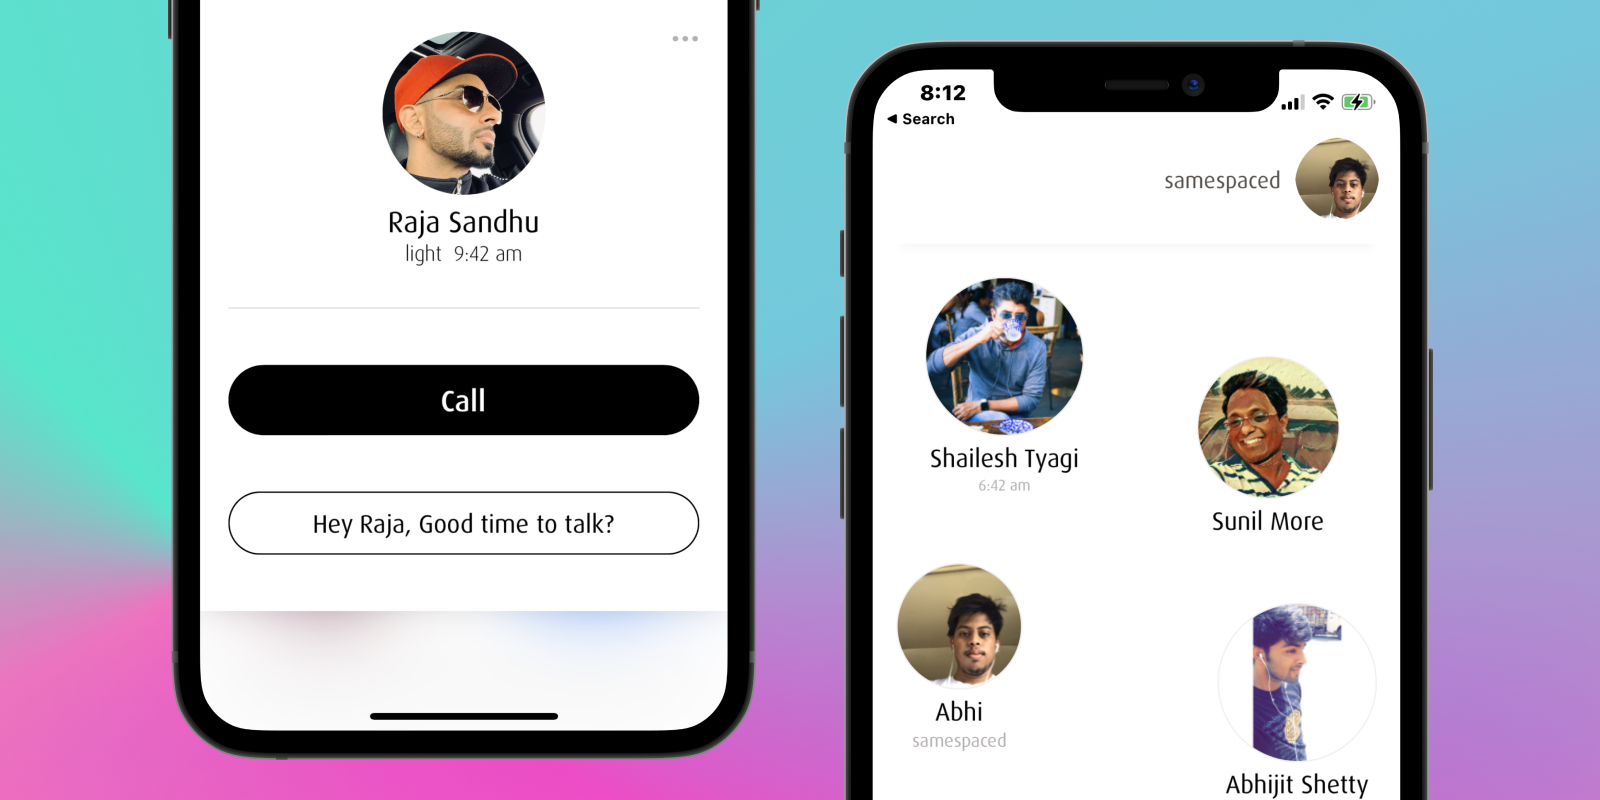 Raja Sandhu
light 9:42 am
Call
Hey Raja, Good time to talk?
8:12
◀ Search
samespaced
Shailesh Tyagi
6:42 am
Sunil More
Abhi
samespaced
Abhijit Shetty